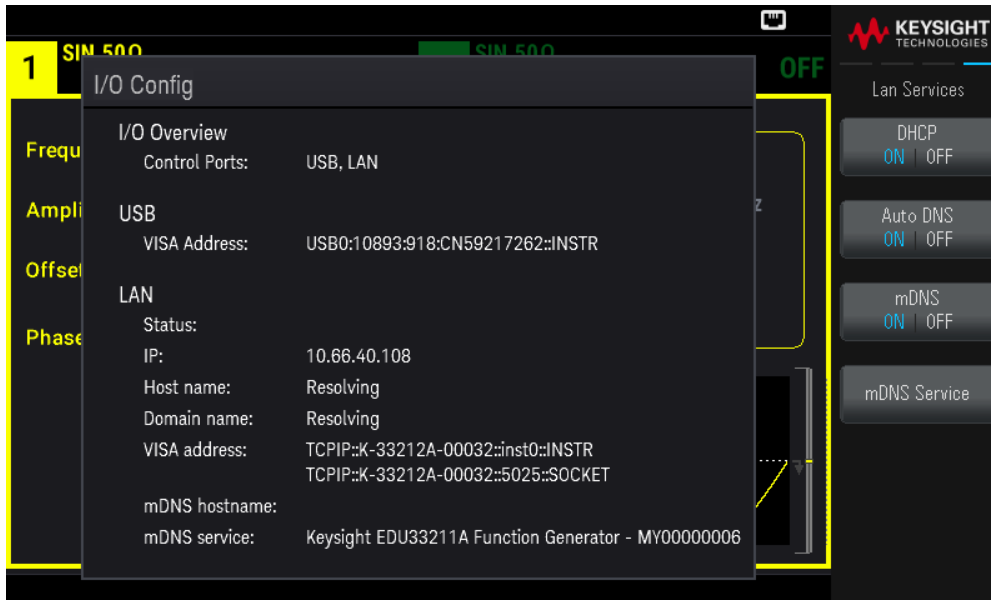 KEYSIGHT
TECHNOLOGIES
1
SIN 50Ω
SIN 50Ω
OFF
Lan Services
I/O Config
I/O Overview
Control Ports: USB, LAN
USB
VISA Address: USB0:10893:918:CN59217262::INSTR
LAN
Status:
IP: 10.66.40.108
Host name: Resolving
Domain name: Resolving
VISA address: TCPIP::K-33212A-00032::inst0::INSTR
TCPIP::K-33212A-00032::5025::SOCKET
mDNS hostname:
mDNS service: Keysight EDU33211A Function Generator - MY00000006
Frequ
Ampli
z
Offset
Phase
DHCP
ON | OFF
Auto DNS
ON | OFF
mDNS
ON | OFF
mDNS Service